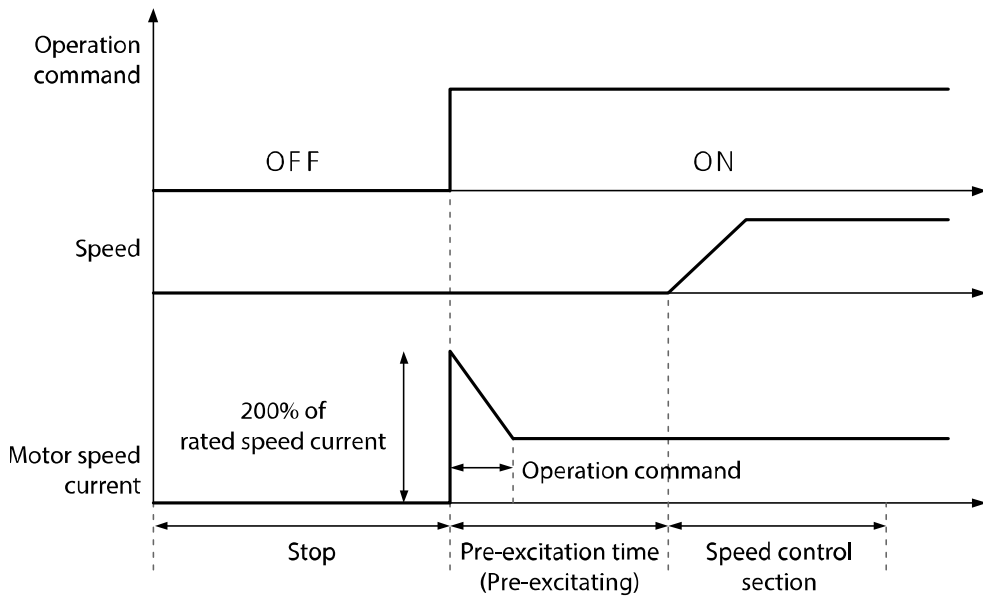 Operation
command
OFF
ON
Speed
200% of
rated speed current
Motor speed
current
Operation command
Stop
Pre-excitation time
(Pre-excitating)
Speed control
section